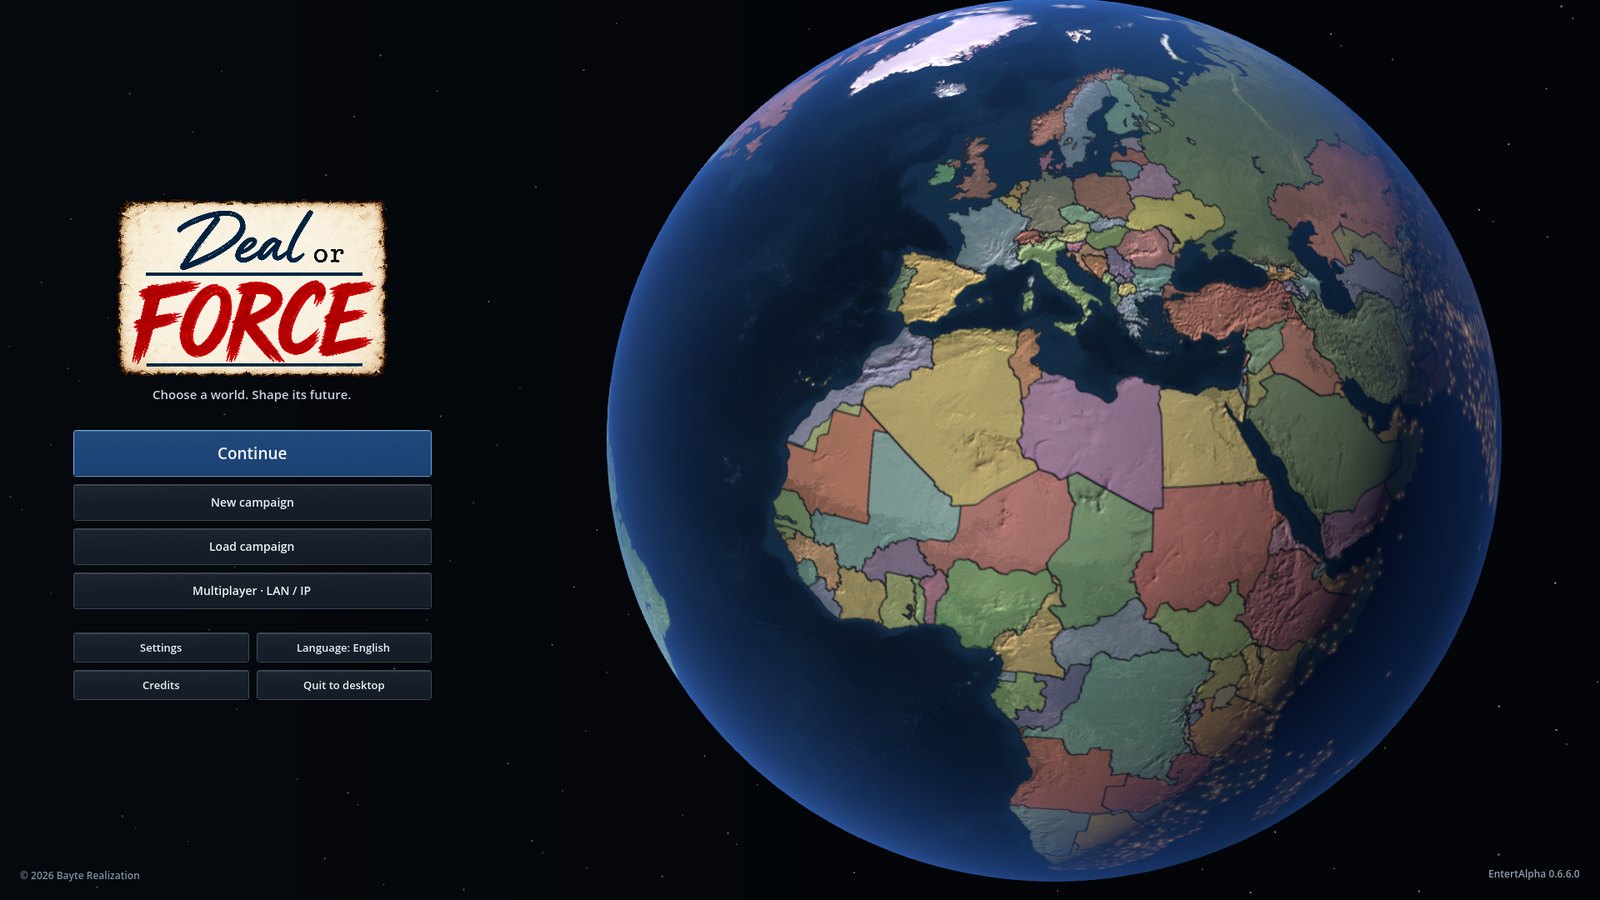 Deal or
FORCE
Choose a world. Shape its future.
Continue
New campaign
Load campaign
Multiplayer · LAN / IP
Settings
Language: English
Credits
Quit to desktop
© 2026 Bayte Realization
EntertAlpha 0.6.6.0